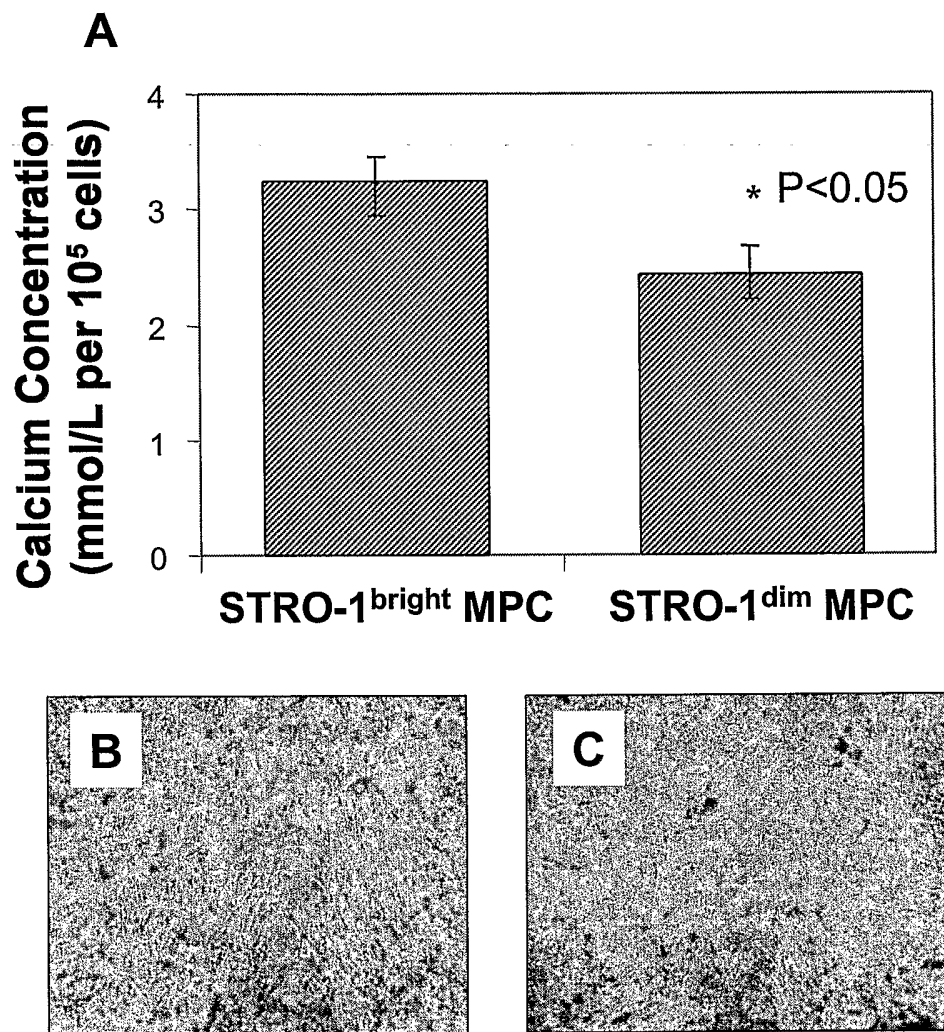 A
Calcium Concentration
(mmol/L per 10⁵ cells)
4
3
2
1
0
* P<0.05
STRO-1ᵇʳⁱᵍʰᵗ MPC
STRO-1ᵈⁱᵐ MPC
B
C